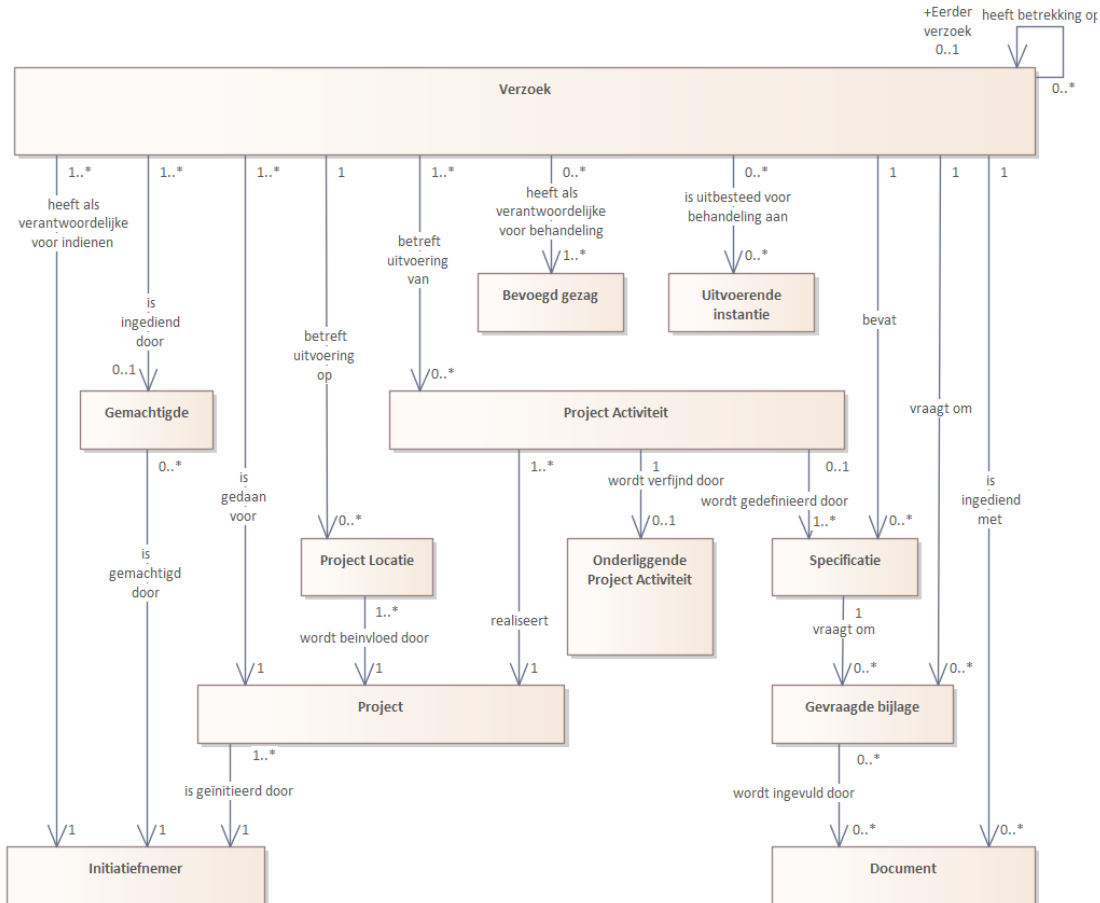 +Eerder
verzoek
0..1
heeft betrekking op
0..*
Verzoek
1..*
1..*
1..*
1
1..*
0..*
0..*
1
1
1
heeft als
verantwoordelijke
voor indienen
heeft als
verantwoordelijke
voor behandeling
is uitbesteed voor
behandeling aan
betreft
uitvoering
van
1..*
0..*
Bevoegd gezag
Uitvoerende
instantie
is
ingediend
door
betreft
uitvoering
op
bevat
0..1
0..*
Gemachtigde
Project Activiteit
vraagt om
0..*
1..*
1
0..1
is
gedaan
voor
wordt verfijnd door
wordt gedefinieerd door
is
ingediend
met
0..*
0..1
1..*
0..*
is
gemachtigd
door
Project Locatie
Onderliggende
Project Activiteit
Specificatie
1..*
1
wordt beinvloed door
realiseert
vraagt om
1
1
1
0..*
0..*
Project
Gevraagde bijlage
1..*
0..*
is geïnitieerd door
wordt ingevuld door
1
1
1
0..*
0..*
Initiatiefnemer
Document